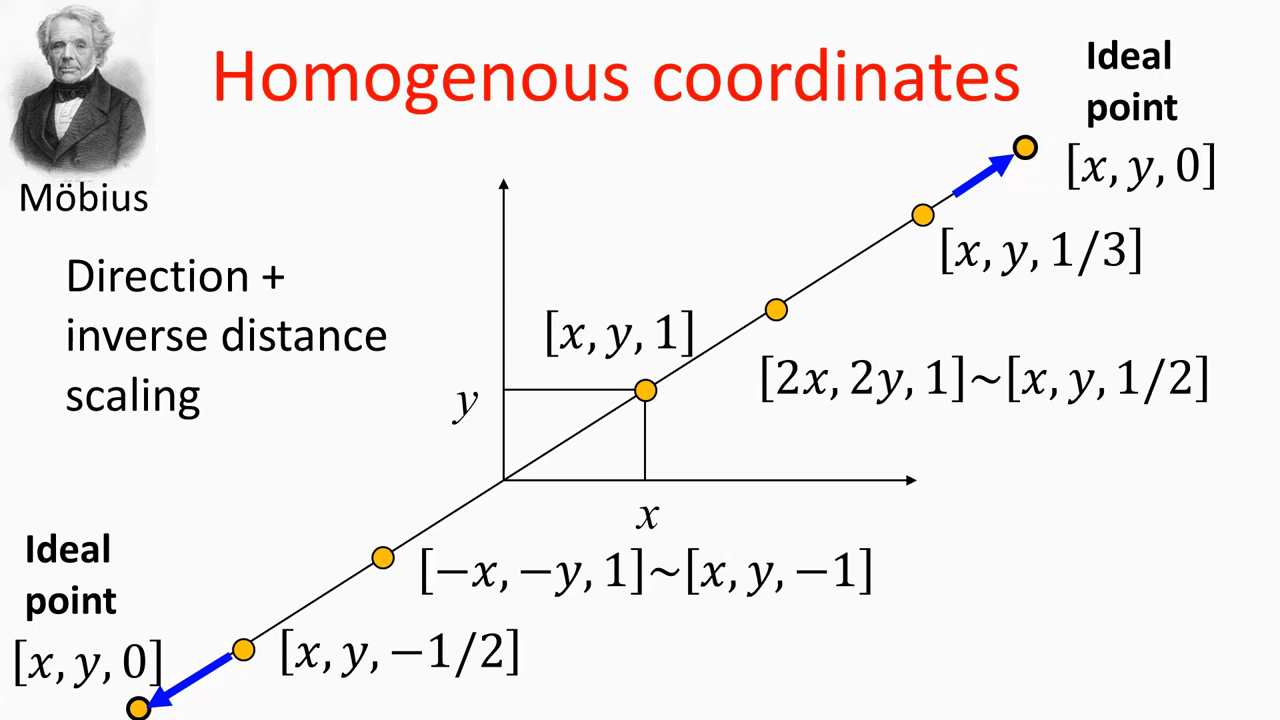 Homogenous coordinates
Möbius
Direction +
inverse distance
scaling
Ideal
point
[x, y, 0]
[x, y, 1/3]
[x, y, 1]
[2x, 2y, 1]~[x, y, 1/2]
y
x
[−x, −y, 1]~[x, y, −1]
[x, y, −1/2]
Ideal
point
[x, y, 0]